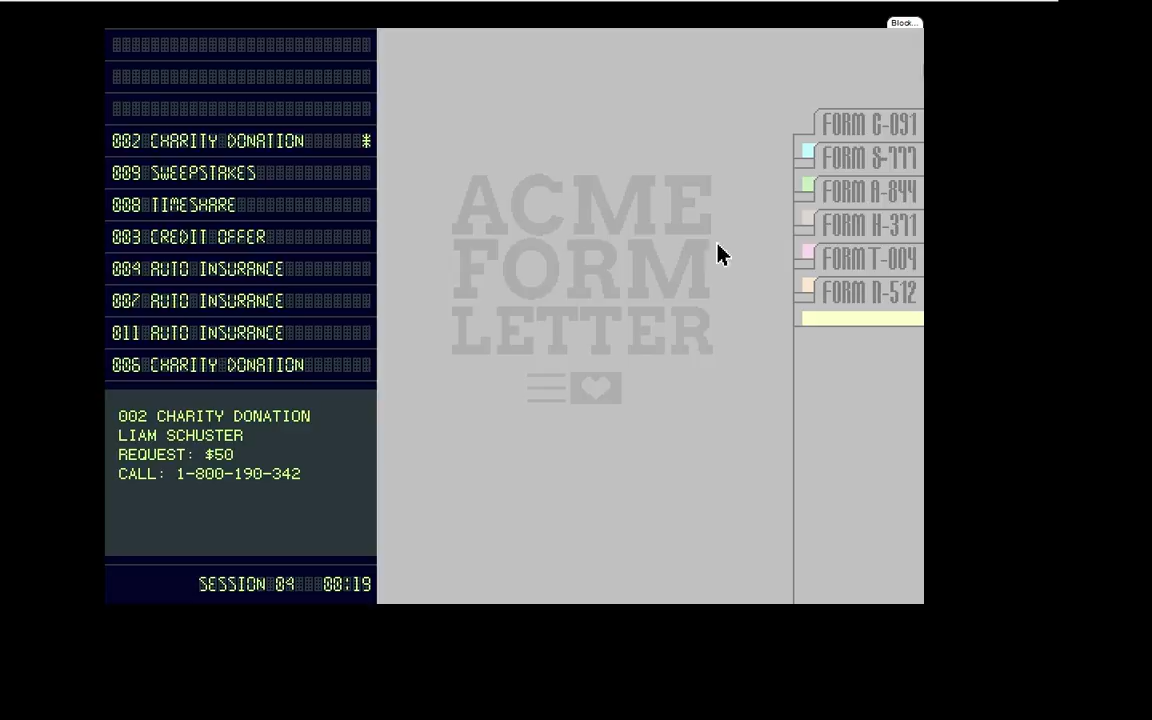 Block...
002 CHARITY DONATION *
009 SWEEPSTAKES
008 TIMESHARE
003 CREDIT OFFER
004 AUTO INSURANCE
007 AUTO INSURANCE
011 AUTO INSURANCE
006 CHARITY DONATION
002 CHARITY DONATION
LIAM SCHUSTER
REQUEST: $50
CALL: 1-800-190-342
SESSION 04 00:19
ACME
FORM
LETTER
FORM C-091
FORM S-777
FORM A-844
FORM H-371
FORM T-004
FORM N-512